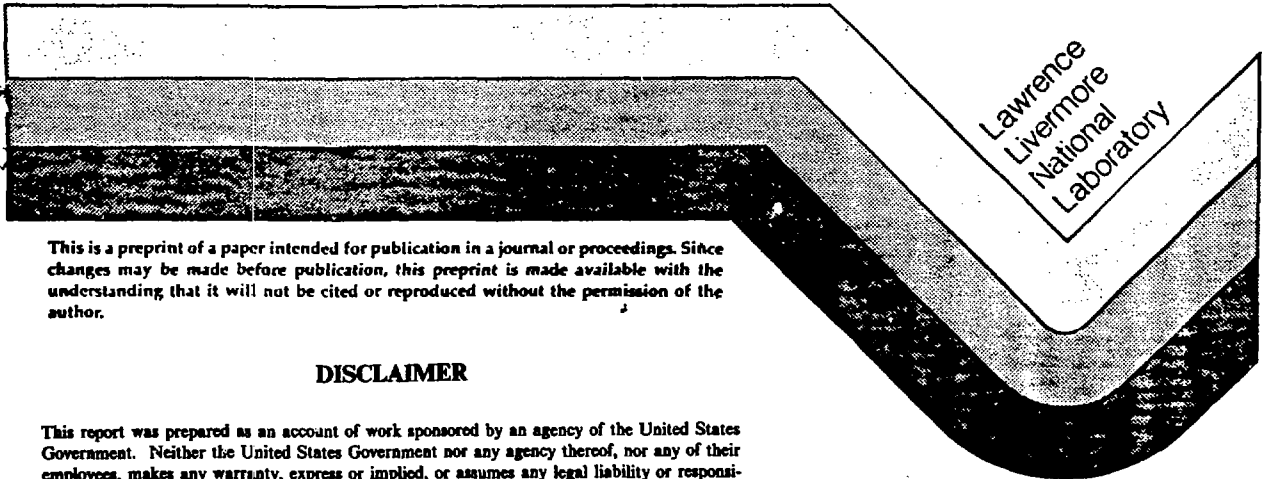 Lawrence
Livermore
National
Laboratory
This is a preprint of a paper intended for publication in a journal or proceedings. Since
changes may be made before publication, this preprint is made available with the
understanding that it will not be cited or reproduced without the permission of the
author.
DISCLAIMER
This report was prepared as an account of work sponsored by an agency of the United States
Government. Neither the United States Government nor any agency thereof, nor any of their
employees, makes any warranty, express or implied, or assumes any legal liability or responsi-